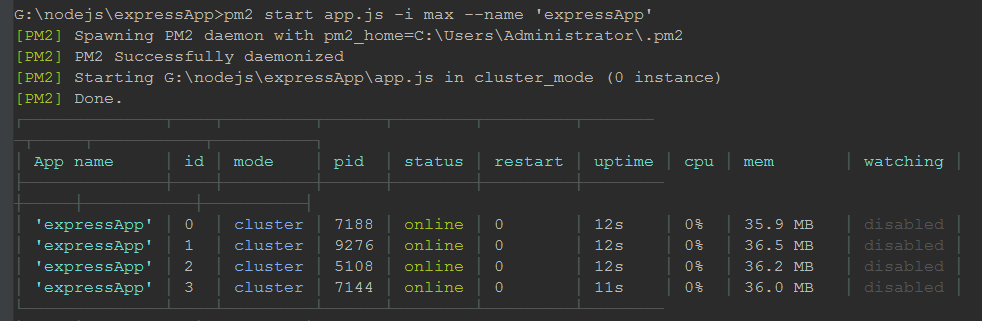 G:\nodejs\expressApp>pm2 start app.js -i max --name 'expressApp'
[PM2] Spawning PM2 daemon with pm2_home=C:\Users\Administrator\.pm2
[PM2] PM2 Successfully daemonized
[PM2] Starting G:\nodejs\expressApp\app.js in cluster_mode (0 instance)
[PM2] Done.
│ App name │ id │ mode │ pid │ status │ restart │ uptime │ cpu │ mem │ watching │
│ 'expressApp' │ 0 │ cluster │ 7188 │ online │ 0 │ 12s │ 0% │ 35.9 MB │ disabled │
│ 'expressApp' │ 1 │ cluster │ 9276 │ online │ 0 │ 12s │ 0% │ 36.5 MB │ disabled │
│ 'expressApp' │ 2 │ cluster │ 5108 │ online │ 0 │ 12s │ 0% │ 36.2 MB │ disabled │
│ 'expressApp' │ 3 │ cluster │ 7144 │ online │ 0 │ 11s │ 0% │ 36.0 MB │ disabled │